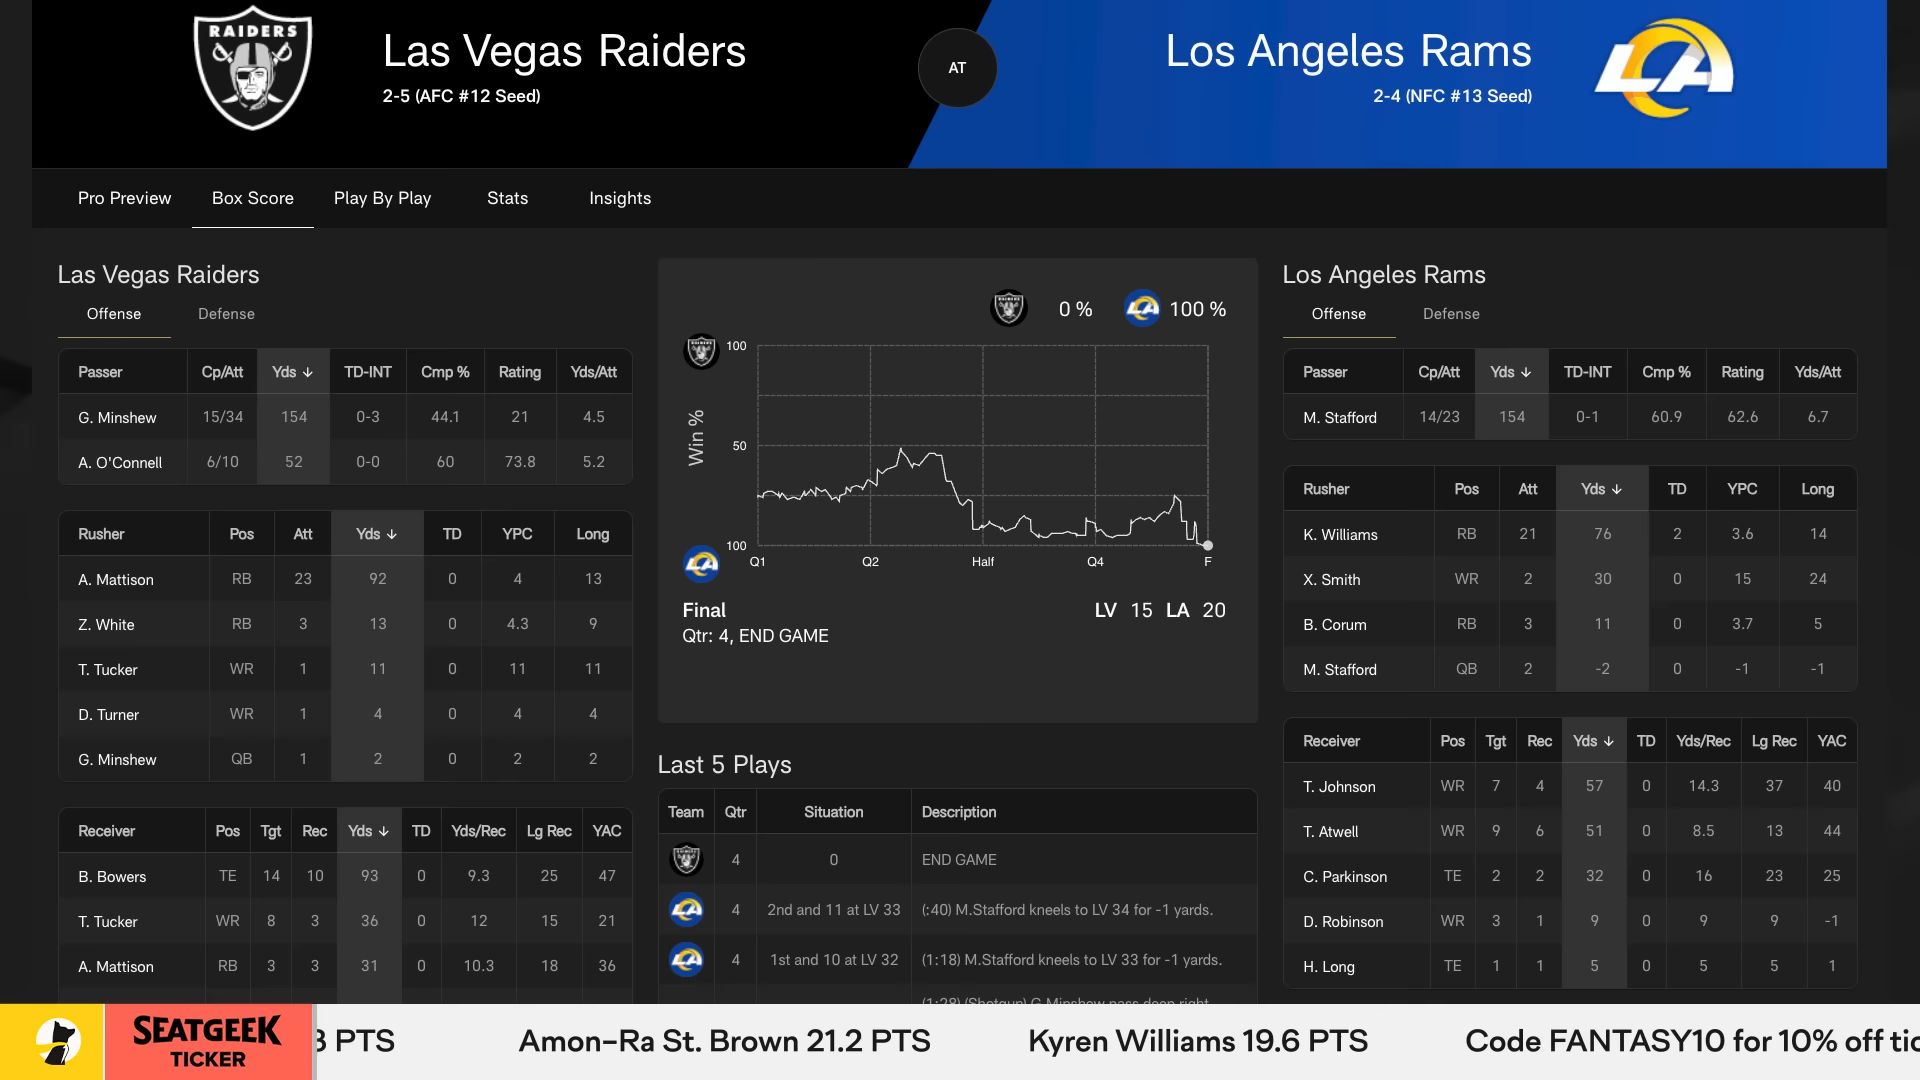 RAIDERS
Las Vegas Raiders
2-5 (AFC #12 Seed)
AT
Los Angeles Rams
2-4 (NFC #13 Seed)
LA
Pro Preview Box Score Play By Play Stats Insights
Las Vegas Raiders
Offense Defense
Passer Cp/Att Yds ↓ TD-INT Cmp % Rating Yds/Att
G. Minshew 15/34 154 0-3 44.1 21 4.5
A. O'Connell 6/10 52 0-0 60 73.8 5.2
Rusher Pos Att Yds ↓ TD YPC Long
A. Mattison RB 23 92 0 4 13
Z. White RB 3 13 0 4.3 9
T. Tucker WR 1 11 0 11 11
D. Turner WR 1 4 0 4 4
G. Minshew QB 1 2 0 2 2
Receiver Pos Tgt Rec Yds ↓ TD Yds/Rec Lg Rec YAC
B. Bowers TE 14 10 93 0 9.3 25 47
T. Tucker WR 8 3 36 0 12 15 21
A. Mattison RB 3 3 31 0 10.3 18 36
0 % 100 %
100
Win %
50
100
Q1 Q2 Half Q4 F
Final LV 15 LA 20
Qtr: 4, END GAME
Last 5 Plays
Team Qtr Situation Description
4 0 END GAME
4 2nd and 11 at LV 33 (:40) M.Stafford kneels to LV 34 for -1 yards.
4 1st and 10 at LV 32 (1:18) M.Stafford kneels to LV 33 for -1 yards.
(1:28) (Shotgun) G.Minshew pass deep right
Los Angeles Rams
Offense Defense
Passer Cp/Att Yds ↓ TD-INT Cmp % Rating Yds/Att
M. Stafford 14/23 154 0-1 60.9 62.6 6.7
Rusher Pos Att Yds ↓ TD YPC Long
K. Williams RB 21 76 2 3.6 14
X. Smith WR 2 30 0 15 24
B. Corum RB 3 11 0 3.7 5
M. Stafford QB 2 -2 0 -1 -1
Receiver Pos Tgt Rec Yds ↓ TD Yds/Rec Lg Rec YAC
T. Johnson WR 7 4 57 0 14.3 37 40
T. Atwell WR 9 6 51 0 8.5 13 44
C. Parkinson TE 2 2 32 0 16 23 25
D. Robinson WR 3 1 9 0 9 9 -1
H. Long TE 1 1 5 0 5 5 1
SEATGEEK
TICKER
PTS Amon-Ra St. Brown 21.2 PTS Kyren Williams 19.6 PTS Code FANTASY10 for 10% off